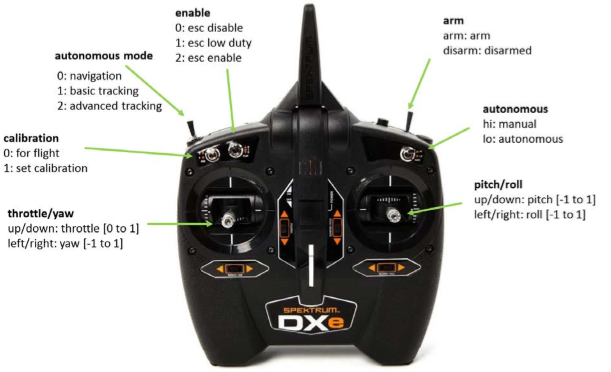 enable
0: esc disable
1: esc low duty
2: esc enable
autonomous mode
0: navigation
1: basic tracking
2: advanced tracking
calibration
0: for flight
1: set calibration
throttle/yaw
up/down: throttle [0 to 1]
left/right: yaw [-1 to 1]
arm
arm: arm
disarm: disarmed
autonomous
hi: manual
lo: autonomous
pitch/roll
up/down: pitch [-1 to 1]
left/right: roll [-1 to 1]
SPEKTRUM
DXe